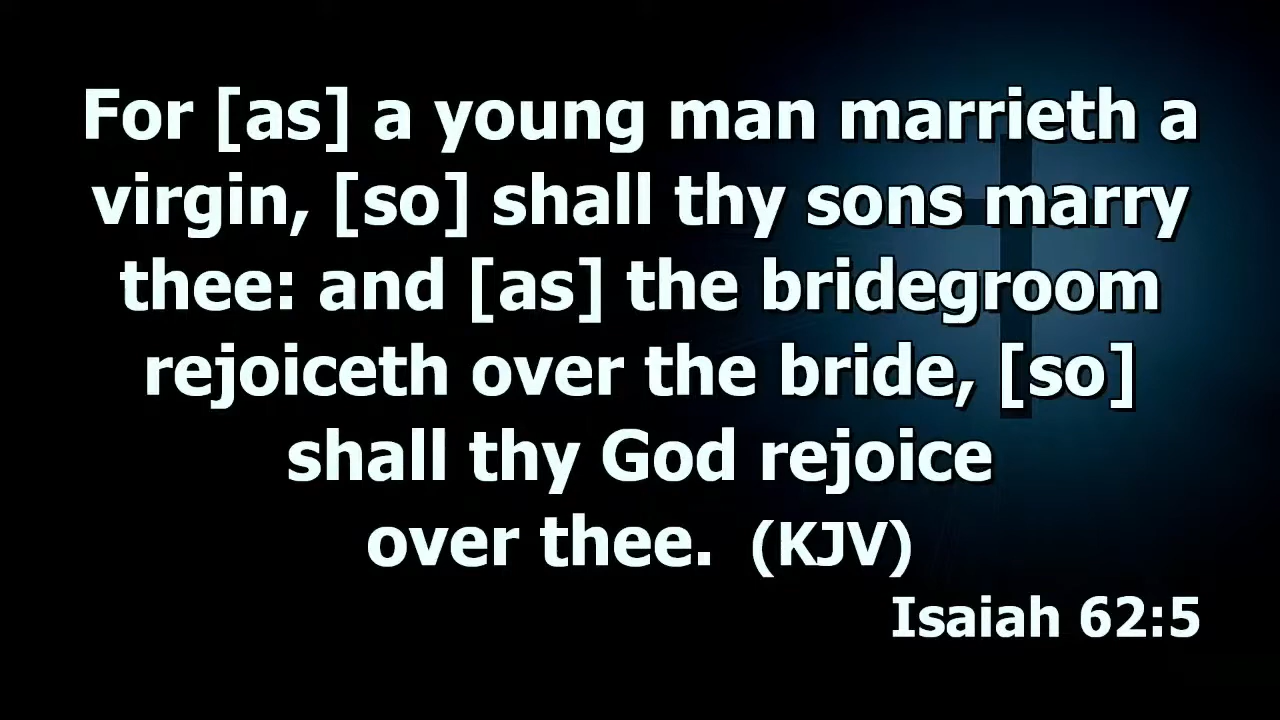 For [as] a young man marrieth a
virgin, [so] shall thy sons marry
thee: and [as] the bridegroom
rejoiceth over the bride, [so]
shall thy God rejoice
over thee. (KJV)
Isaiah 62:5